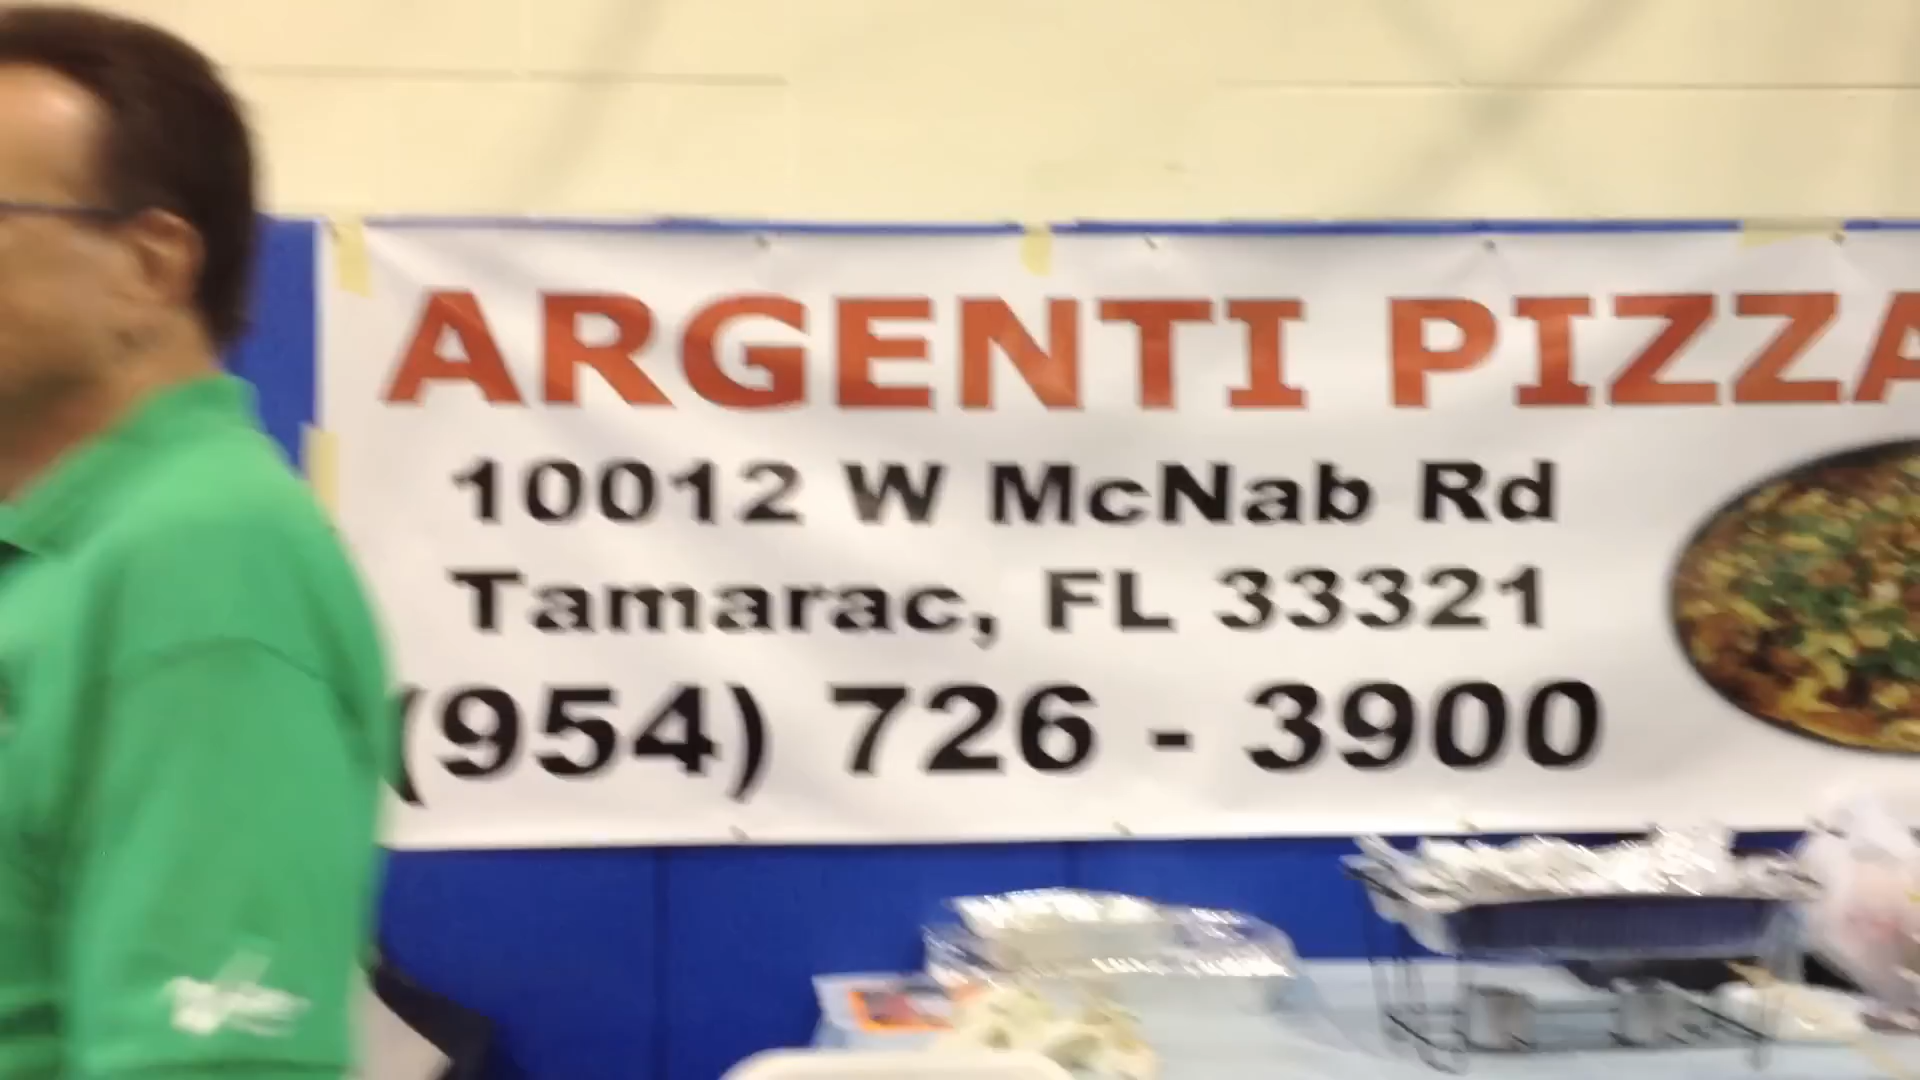 ARGENTI PIZZA
10012 W McNab Rd
Tamarac, FL 33321
(954) 726 - 3900